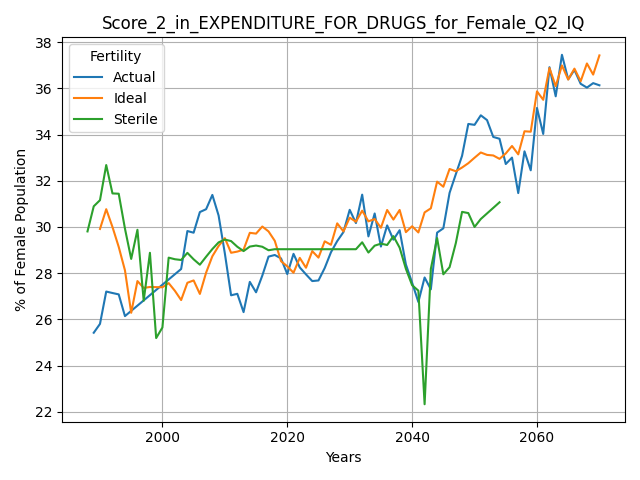 Score_2_in_EXPENDITURE_FOR_DRUGS_for_Female_Q2_IQ
Fertility
Actual
Ideal
Sterile
% of Female Population
38
36
34
32
30
28
26
24
22
2000
2020
2040
2060
Years